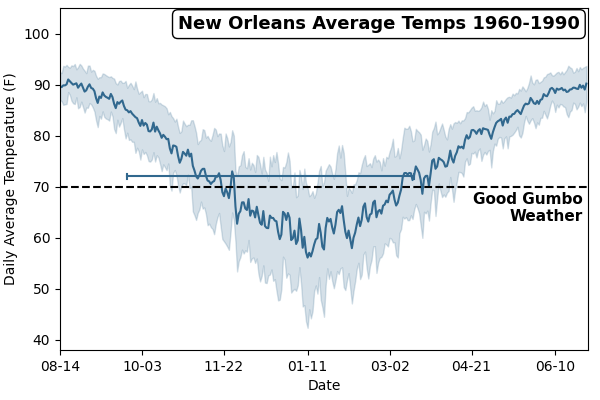 New Orleans Average Temps 1960-1990
Daily Average Temperature (F)
100
90
80
70
60
50
40
Good Gumbo
Weather
08-14 10-03 11-22 01-11 03-02 04-21 06-10
Date